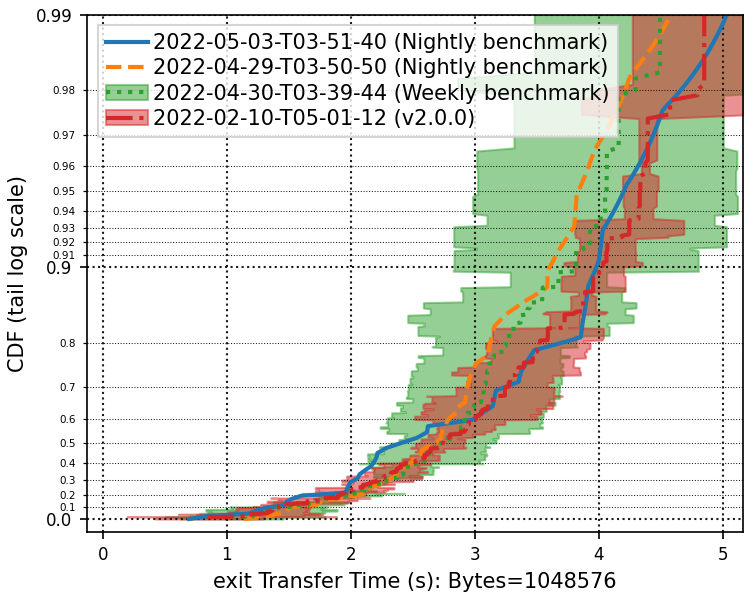 0.99
2022-05-03-T03-51-40 (Nightly benchmark)
2022-04-29-T03-50-50 (Nightly benchmark)
2022-04-30-T03-39-44 (Weekly benchmark)
2022-02-10-T05-01-12 (v2.0.0)
0.98
0.97
0.96
0.95
0.94
0.93
0.92
0.91
0.9
0.8
0.7
0.6
0.5
0.4
0.3
0.2
0.1
0.0
CDF (tail log scale)
0 1 2 3 4 5
exit Transfer Time (s): Bytes=1048576